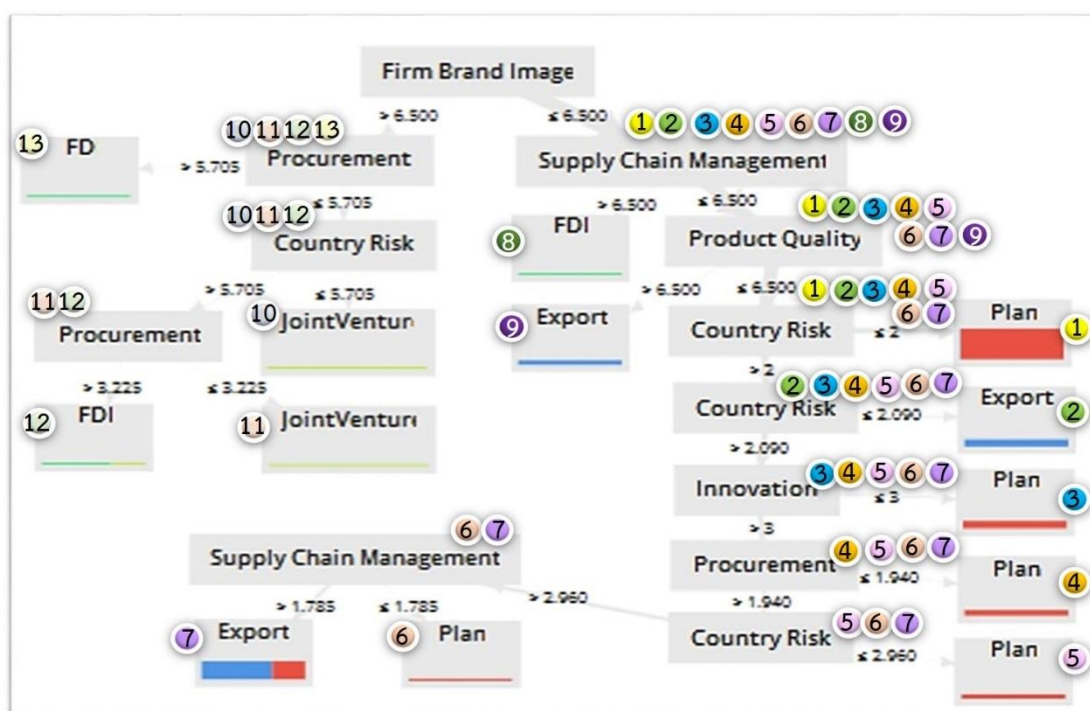 Firm Brand Image
> 6.500
≤ 6.500
1 2 3 4 5 6 7 8 9
10 11 12 13
13
FD
> 5.705
Procurement
Supply Chain Management
≤ 5.705
> 6.500
≤ 6.500
1 2 3 4 5
10 11 12
Country Risk
8
FDI
Product Quality
6 7 9
> 5.705
≤ 5.705
> 6.500
≤ 6.500
1 2 3 4 5
11 12
Procurement
10
JointVentur
9
Export
Country Risk
6 7
≤ 2
Plan
1
> 2
> 3.225
≤ 3.225
2 3 4 5 6 7
12
FDI
11
JointVenture
Country Risk
≤ 2.090
Export
2
> 2.090
3 4 5 6 7
Innovation
≤ 3
Plan
3
> 3
6 7
Supply Chain Management
4 5 6 7
Procurement
≤ 1.940
Plan
4
> 1.785
≤ 1.785
> 2.960
> 1.940
7
Export
6
Plan
5 6 7
Country Risk
≤ 2.960
Plan
5